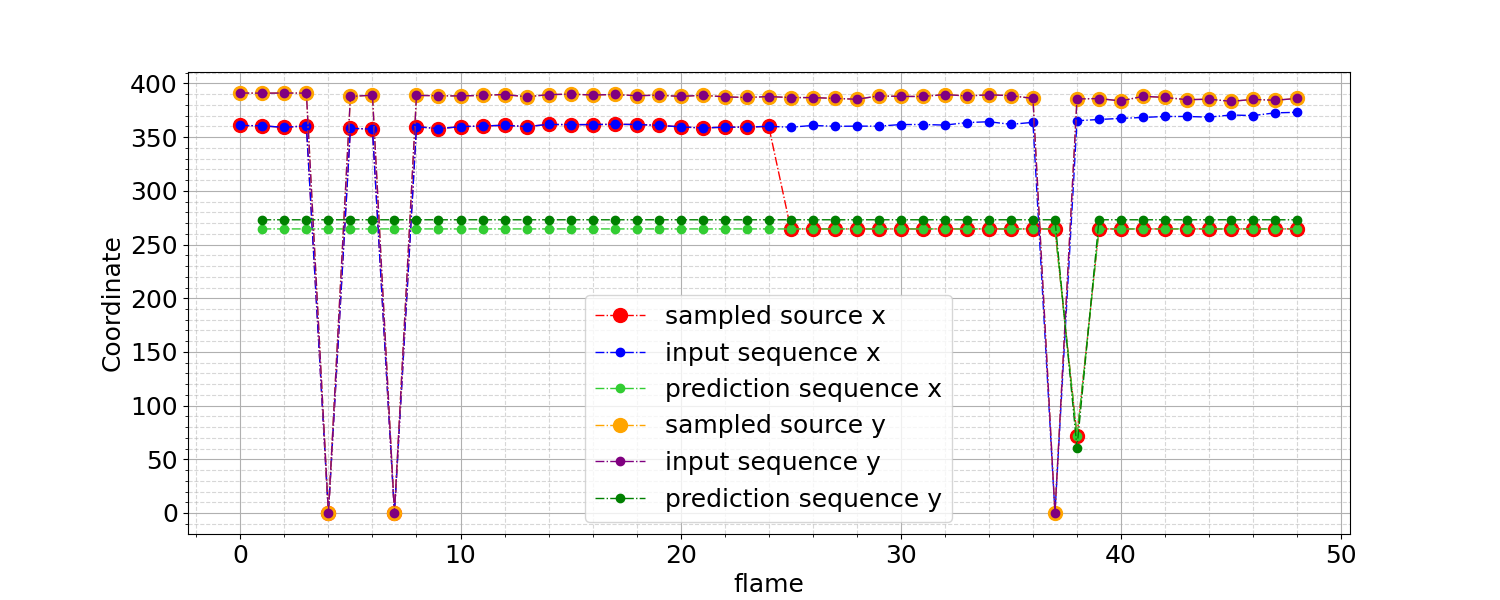 400
350
300
250
200
150
100
50
0
Coordinate
sampled source x
input sequence x
prediction sequence x
sampled source y
input sequence y
prediction sequence y
0 10 20 30 40 50
flame